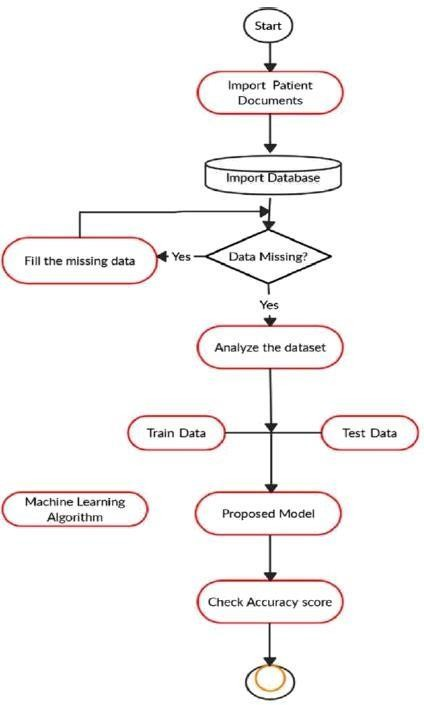 Start
Import Patient
Documents
Import Database
Data Missing?
Yes
Fill the missing data
Yes
Analyze the dataset
Train Data
Test Data
Machine Learning
Algorithm
Proposed Model
Check Accuracy score